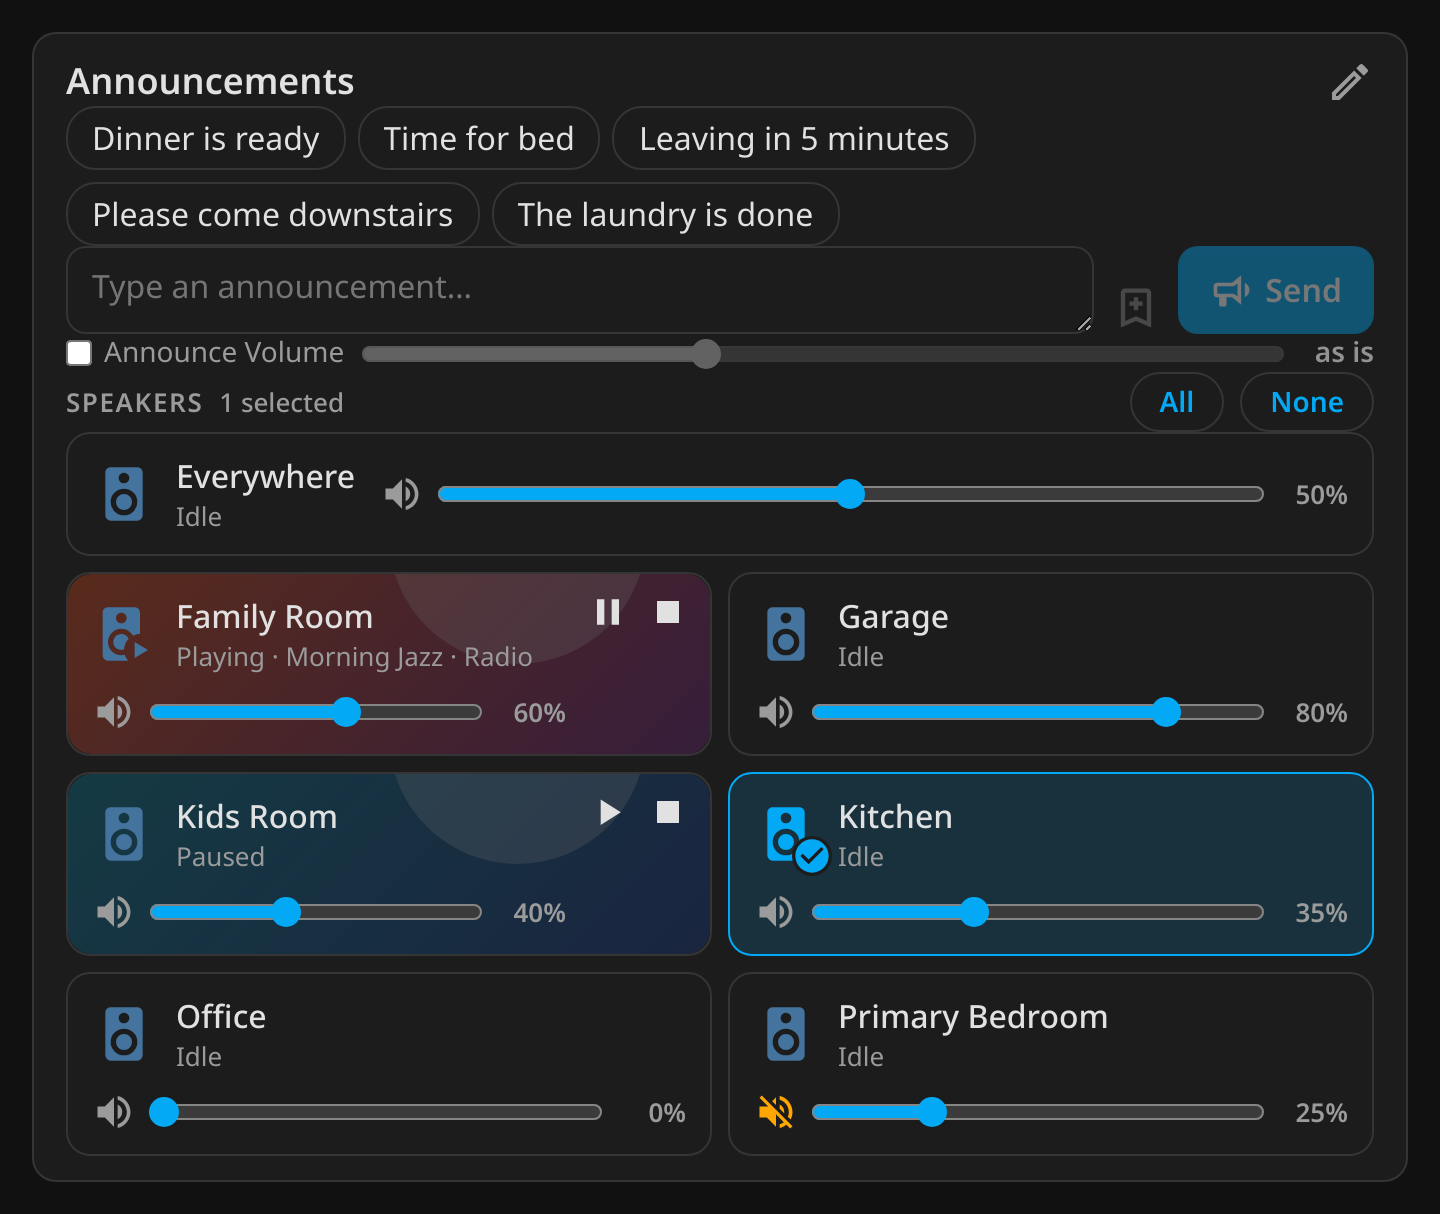 Announcements
Dinner is ready
Time for bed
Leaving in 5 minutes
Please come downstairs
The laundry is done
Type an announcement...
Send
Announce Volume
as is
SPEAKERS 1 selected
All
None
Everywhere
Idle
50%
Family Room
Playing · Morning Jazz · Radio
60%
Garage
Idle
80%
Kids Room
Paused
40%
Kitchen
Idle
35%
Office
Idle
0%
Primary Bedroom
Idle
25%